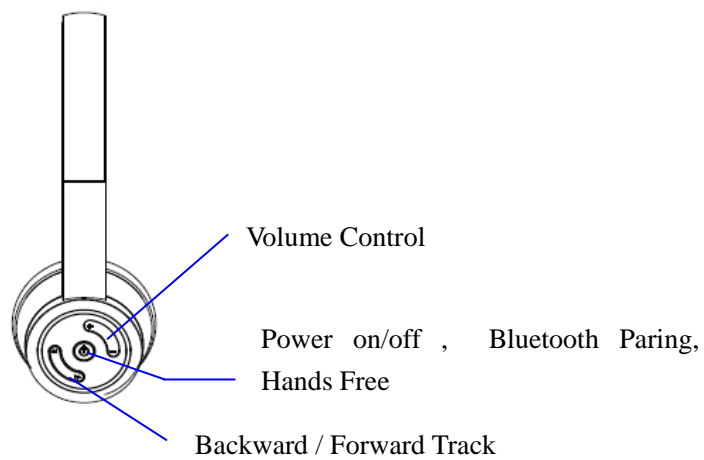 Volume Control
Power on/off , Bluetooth Paring,
Hands Free
Backward / Forward Track